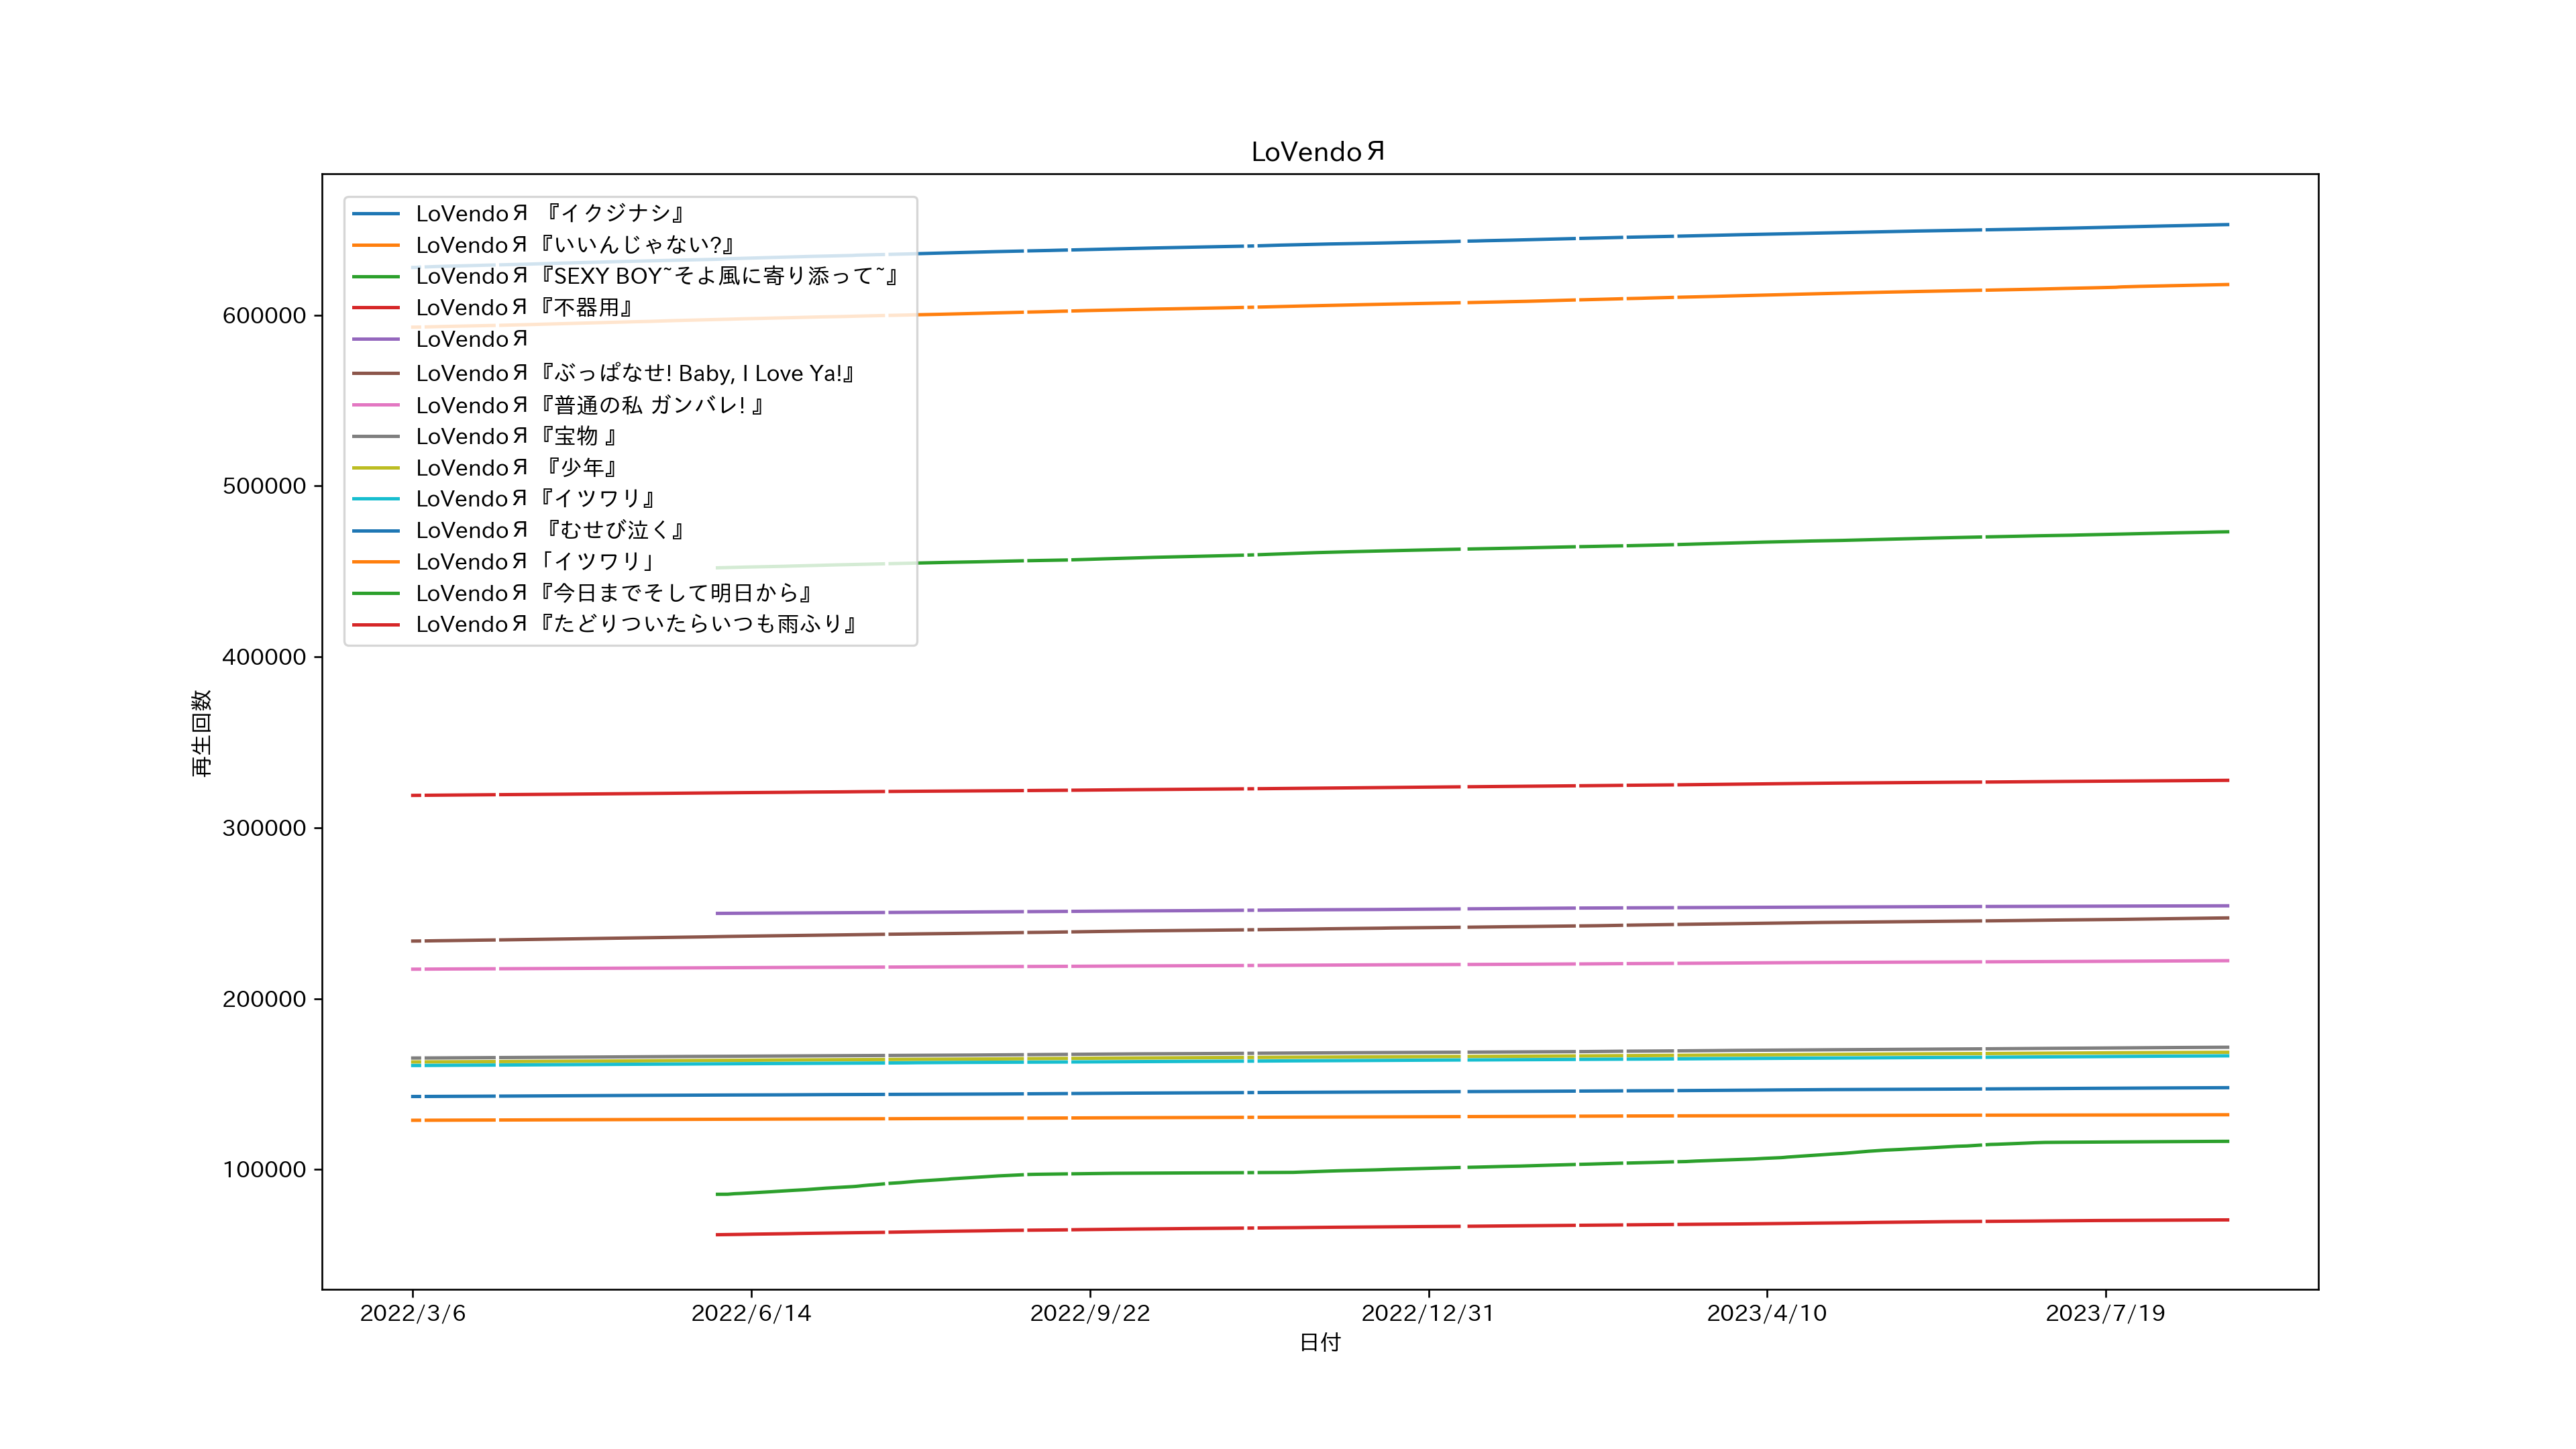 LoVendoЯ
LoVendoЯ 『イクジナシ』
LoVendoЯ『いいんじゃない?』
LoVendoЯ『SEXY BOY~そよ風に寄り添って~』
LoVendoЯ『不器用』
LoVendoЯ
LoVendoЯ『ぶっぱなせ! Baby, I Love Ya!』
LoVendoЯ『普通の私 ガンバレ! 』
LoVendoЯ『宝物 』
LoVendoЯ 『少年』
LoVendoЯ『イツワリ』
LoVendoЯ 『むせび泣く』
LoVendoЯ「イツワリ」
LoVendoЯ『今日までそして明日から』
LoVendoЯ『たどりついたらいつも雨ふり』
600000
500000
400000
300000
200000
100000
再生回数
2022/3/6
2022/6/14
2022/9/22
2022/12/31
2023/4/10
2023/7/19
日付